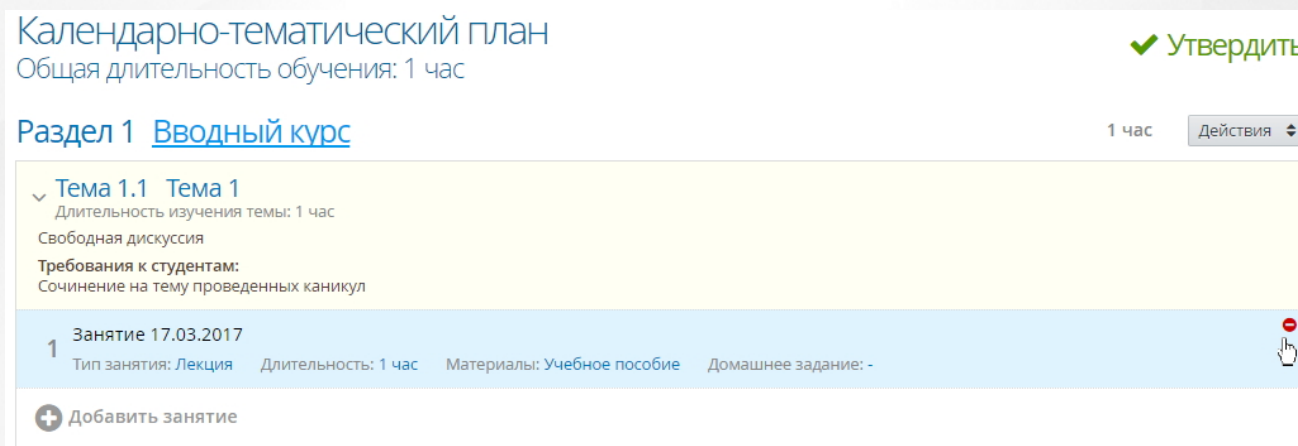 Календарно-тематический план
Утвердить
Общая длительность обучения: 1 час
Раздел 1 Вводный курс
1 час
Действия
Тема 1.1 Тема 1
Длительность изучения темы: 1 час
Свободная дискуссия
Требования к студентам:
Сочинение на тему проведенных каникул
1
Занятие 17.03.2017
Тип занятия: Лекция Длительность: 1 час Материалы: Учебное пособие Домашнее задание: -
Добавить занятие